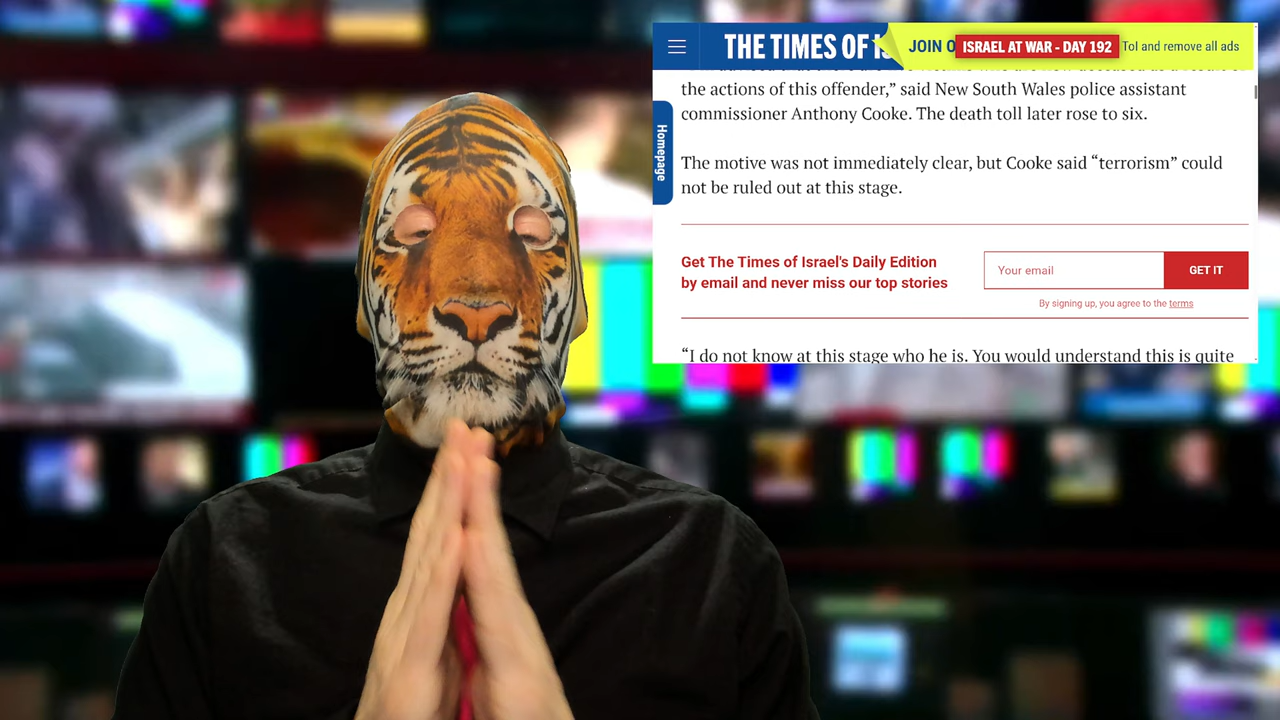 THE TIMES OF IS
JOIN O
ISRAEL AT WAR - DAY 192
ToI and remove all ads
Homepage
the actions of this offender,” said New South Wales police assistant
commissioner Anthony Cooke. The death toll later rose to six.
The motive was not immediately clear, but Cooke said “terrorism” could
not be ruled out at this stage.
Get The Times of Israel's Daily Edition
by email and never miss our top stories
Your email
GET IT
By signing up, you agree to the terms
“I do not know at this stage who he is. You would understand this is quite